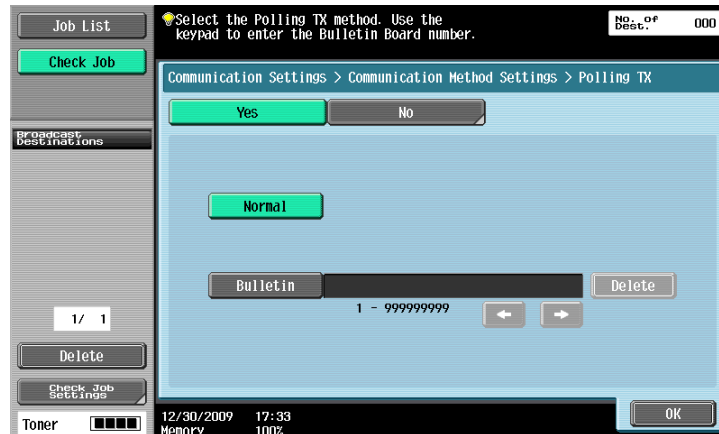 Job List
Check Job
Broadcast
Destinations
1/ 1
Delete
Check Job
Settings
Toner
Select the Polling TX method. Use the
keypad to enter the Bulletin Board number.
No. of
Dest.
000
Communication Settings > Communication Method Settings > Polling TX
Yes
No
Normal
Bulletin
Delete
1 - 999999999
OK
12/30/2009 17:33
Memory 100%